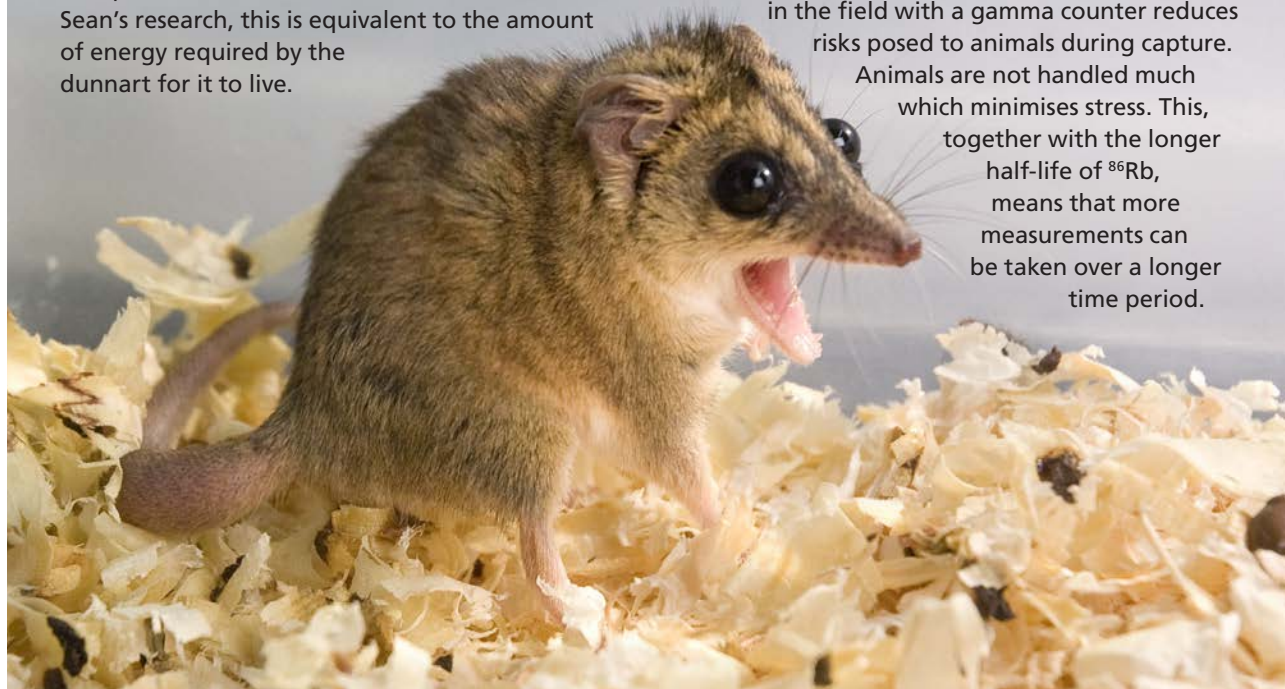 Sean’s research, this is equivalent to the amount
of energy required by the
dunnart for it to live.
in the field with a gamma counter reduces
risks posed to animals during capture.
Animals are not handled much
which minimises stress. This,
together with the longer
half-life of ⁸⁶Rb,
means that more
measurements can
be taken over a longer
time period.